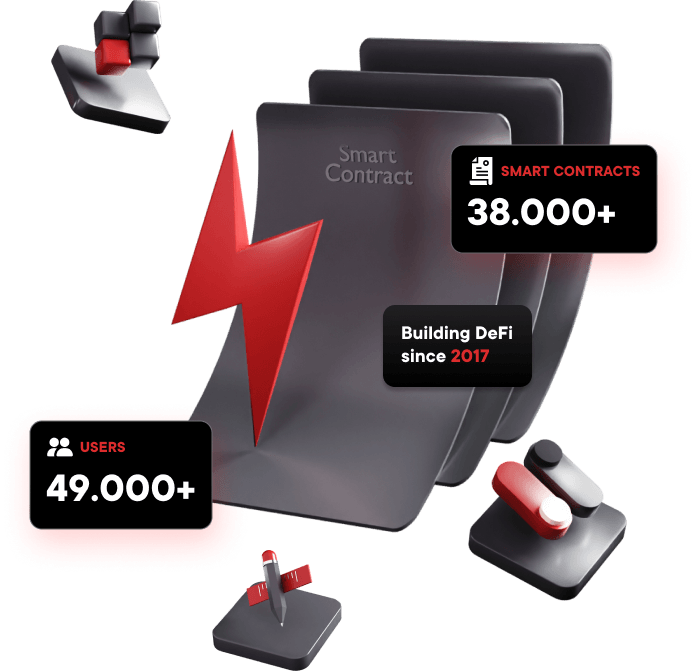 Smart
Contract
SMART CONTRACTS
38.000+
Building DeFi
since 2017
USERS
49.000+